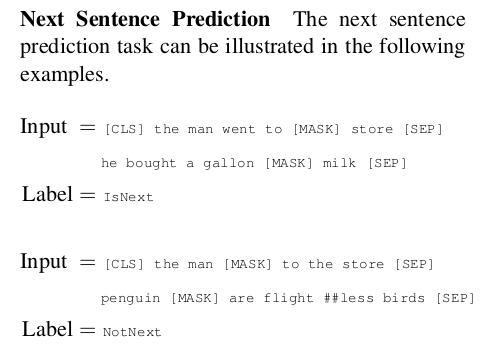 Next Sentence Prediction The next sentence
prediction task can be illustrated in the following
examples.
Input = [CLS] the man went to [MASK] store [SEP]
he bought a gallon [MASK] milk [SEP]
Label = IsNext
Input = [CLS] the man [MASK] to the store [SEP]
penguin [MASK] are flight ##less birds [SEP]
Label = NotNext